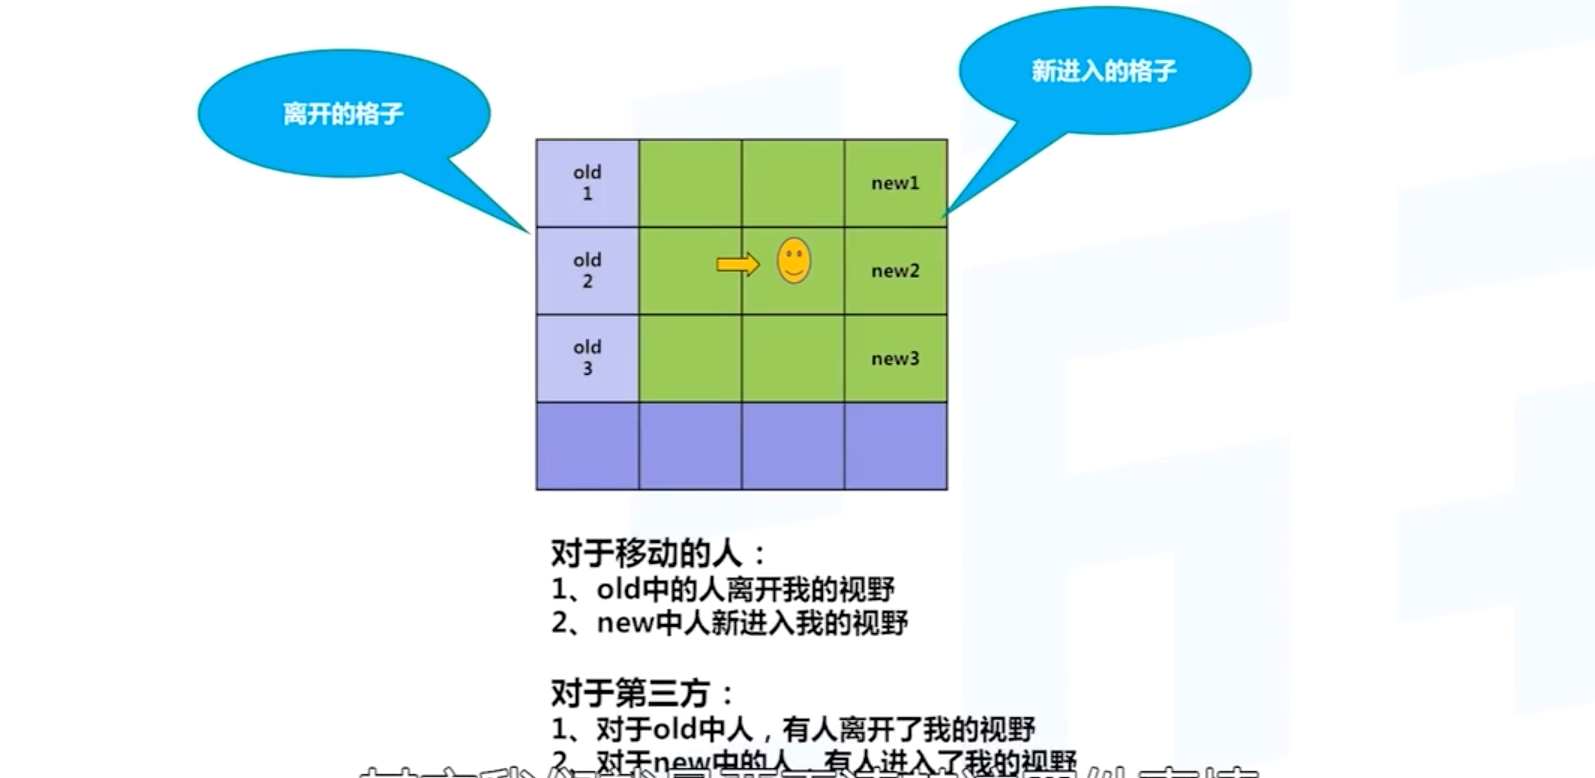 离开的格子
新进入的格子
old
1
new1
old
2
new2
old
3
new3
对于移动的人：
1、old中的人离开我的视野
2、new中人新进入我的视野
对于第三方：
1、对于old中人，有人离开了我的视野
2、对于new中的人，有人进入了我的视野